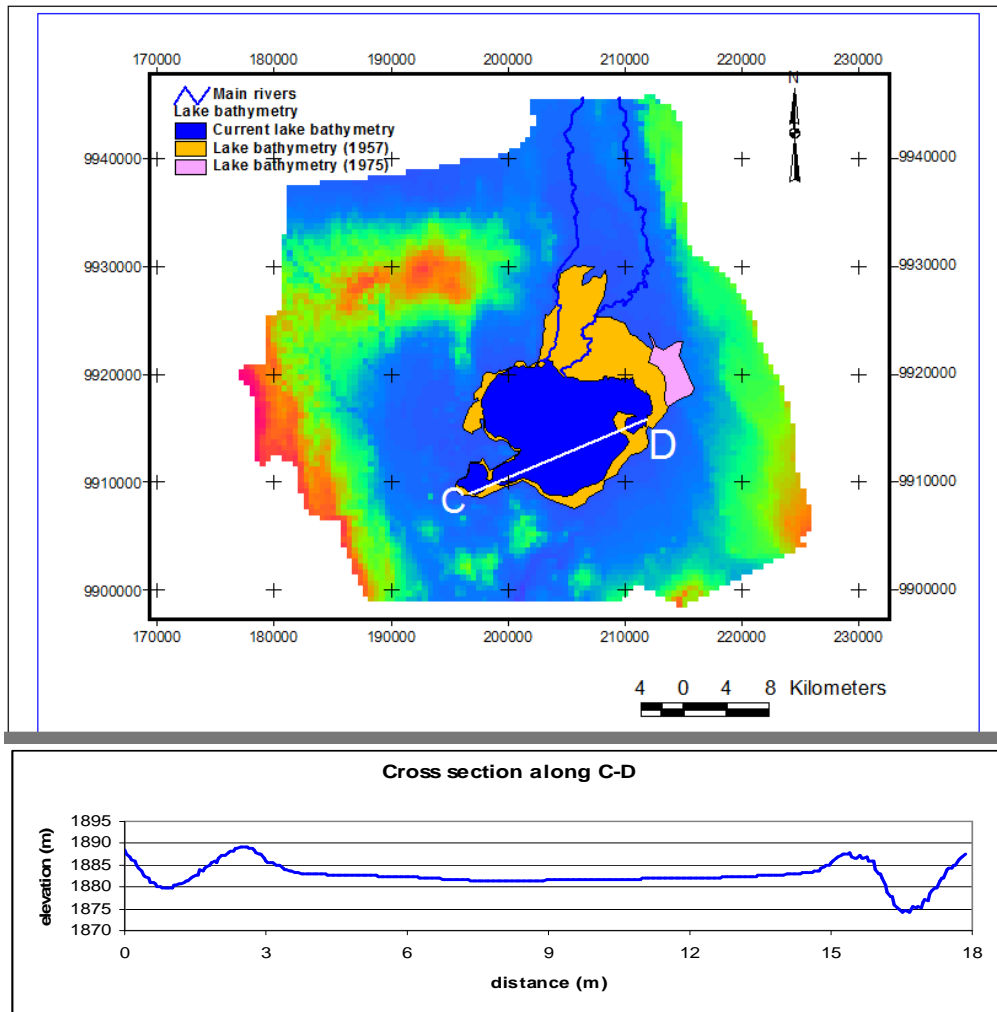 170000 180000 190000 200000 210000 220000 230000
N
Main rivers
Lake bathymetry
Current lake bathymetry
Lake bathymetry (1957)
Lake bathymetry (1975)
9940000 9940000
9930000 9930000
9920000 9920000
D
C
9910000 9910000
9900000 9900000
170000 180000 190000 200000 210000 220000 230000
4 0 4 8 Kilometers
Cross section along C-D
elevation (m)
1895
1890
1885
1880
1875
1870
0 3 6 9 12 15 18
distance (m)